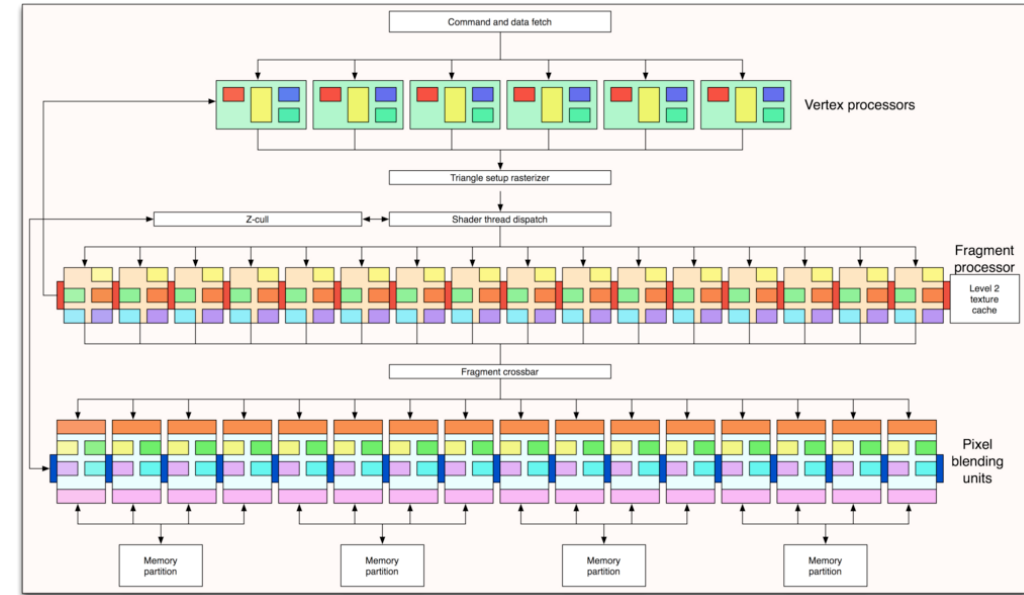 Command and data fetch
Vertex processors
Triangle setup rasterizer
Z-cull
Shader thread dispatch
Fragment
processor
Level 2
texture
cache
Fragment crossbar
Pixel
blending
units
Memory
partition
Memory
partition
Memory
partition
Memory
partition